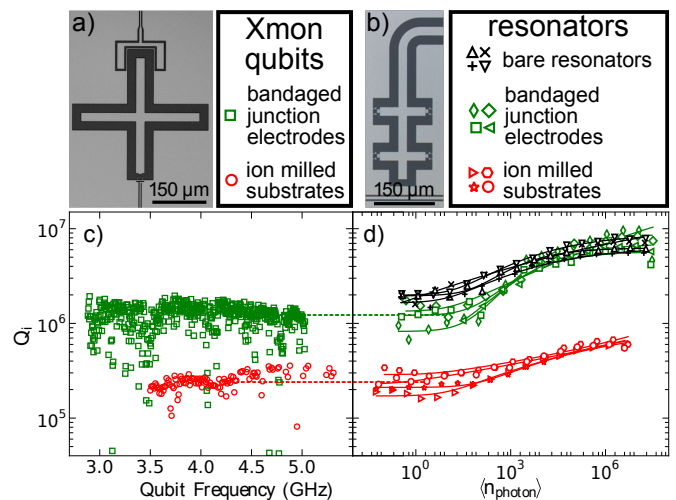 a)
Xmon
qubits
bandaged
junction
electrodes
ion milled
substrates
150 µm
b)
resonators
bare resonators
bandaged
junction
electrodes
ion milled
substrates
150 µm
c)
d)
10⁷
10⁶
10⁵
Qᵢ
3.0 3.5 4.0 4.5 5.0
Qubit Frequency (GHz)
10⁰ 10³ 10⁶
⟨nphoton⟩